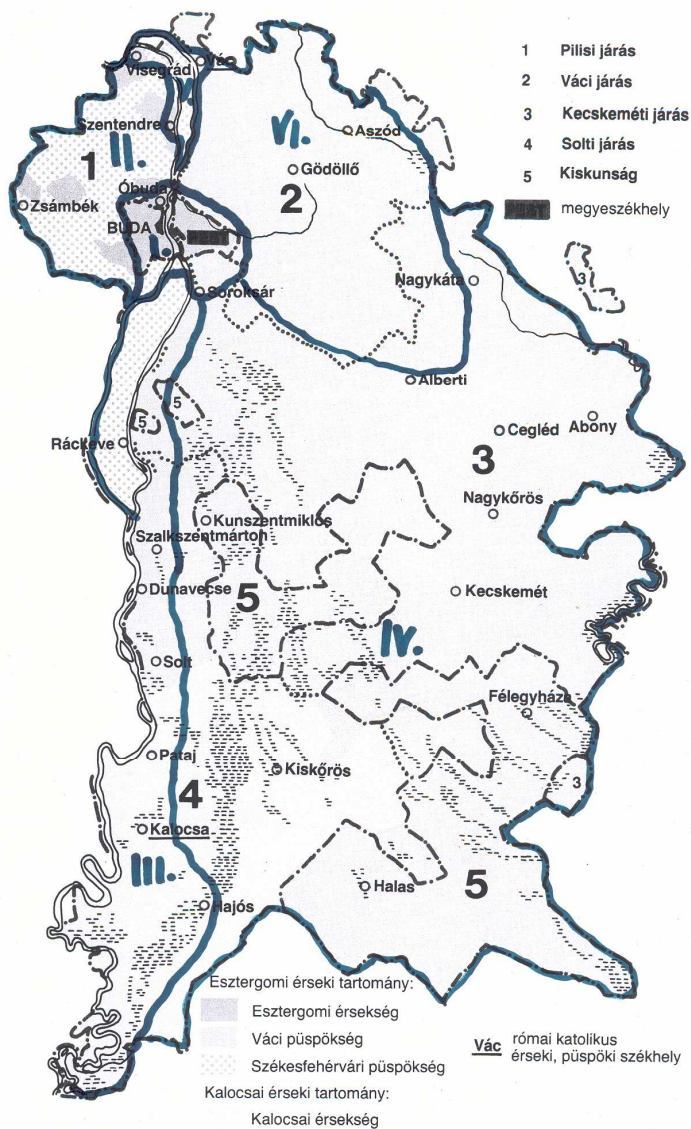 1 Pilisi járás
2 Váci járás
3 Kecskeméti járás
4 Solti járás
5 Kiskunság
PEST megyeszékhely
Visegrád
Vác
V.
Szentendre
II.
1
VI.
Aszód
Gödöllő
2
Óbuda
Zsámbék
BUDA
I.
PEST
Soroksár
Nagykáta
3
Alberti
5
5
Ráckeve
Cegléd
Abony
3
Nagykőrös
Kunszentmiklós
Szalkszentmárton
Dunavecse
5
Kecskemét
Solt
IV.
Félegyháza
Pataj
Kiskőrös
3
4
Kalocsa
III.
Halas
5
Hajós
Esztergomi érseki tartomány:
Esztergomi érsekség
Váci püspökség
Székesfehérvári püspökség
Kalocsai érseki tartomány:
Kalocsai érsekség
Vác római katolikus
érseki, püspöki székhely